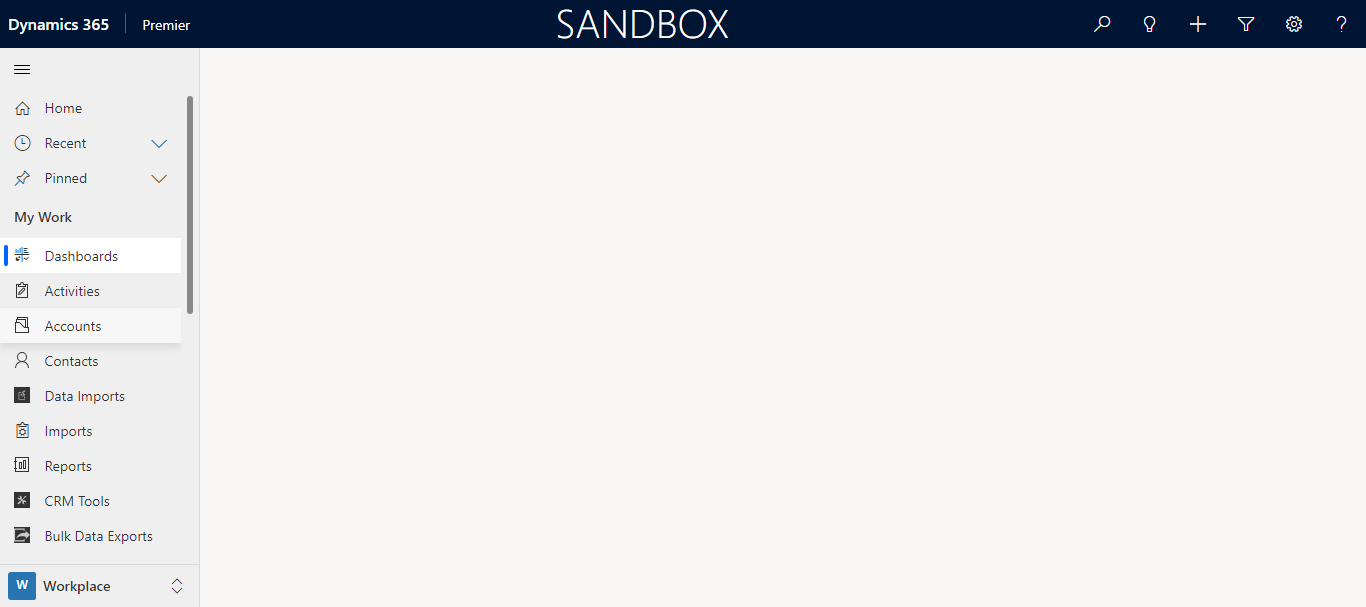 Dynamics 365 Premier SANDBOX
Home
Recent
Pinned
My Work
Dashboards
Activities
Accounts
Contacts
Data Imports
Imports
Reports
CRM Tools
Bulk Data Exports
W Workplace